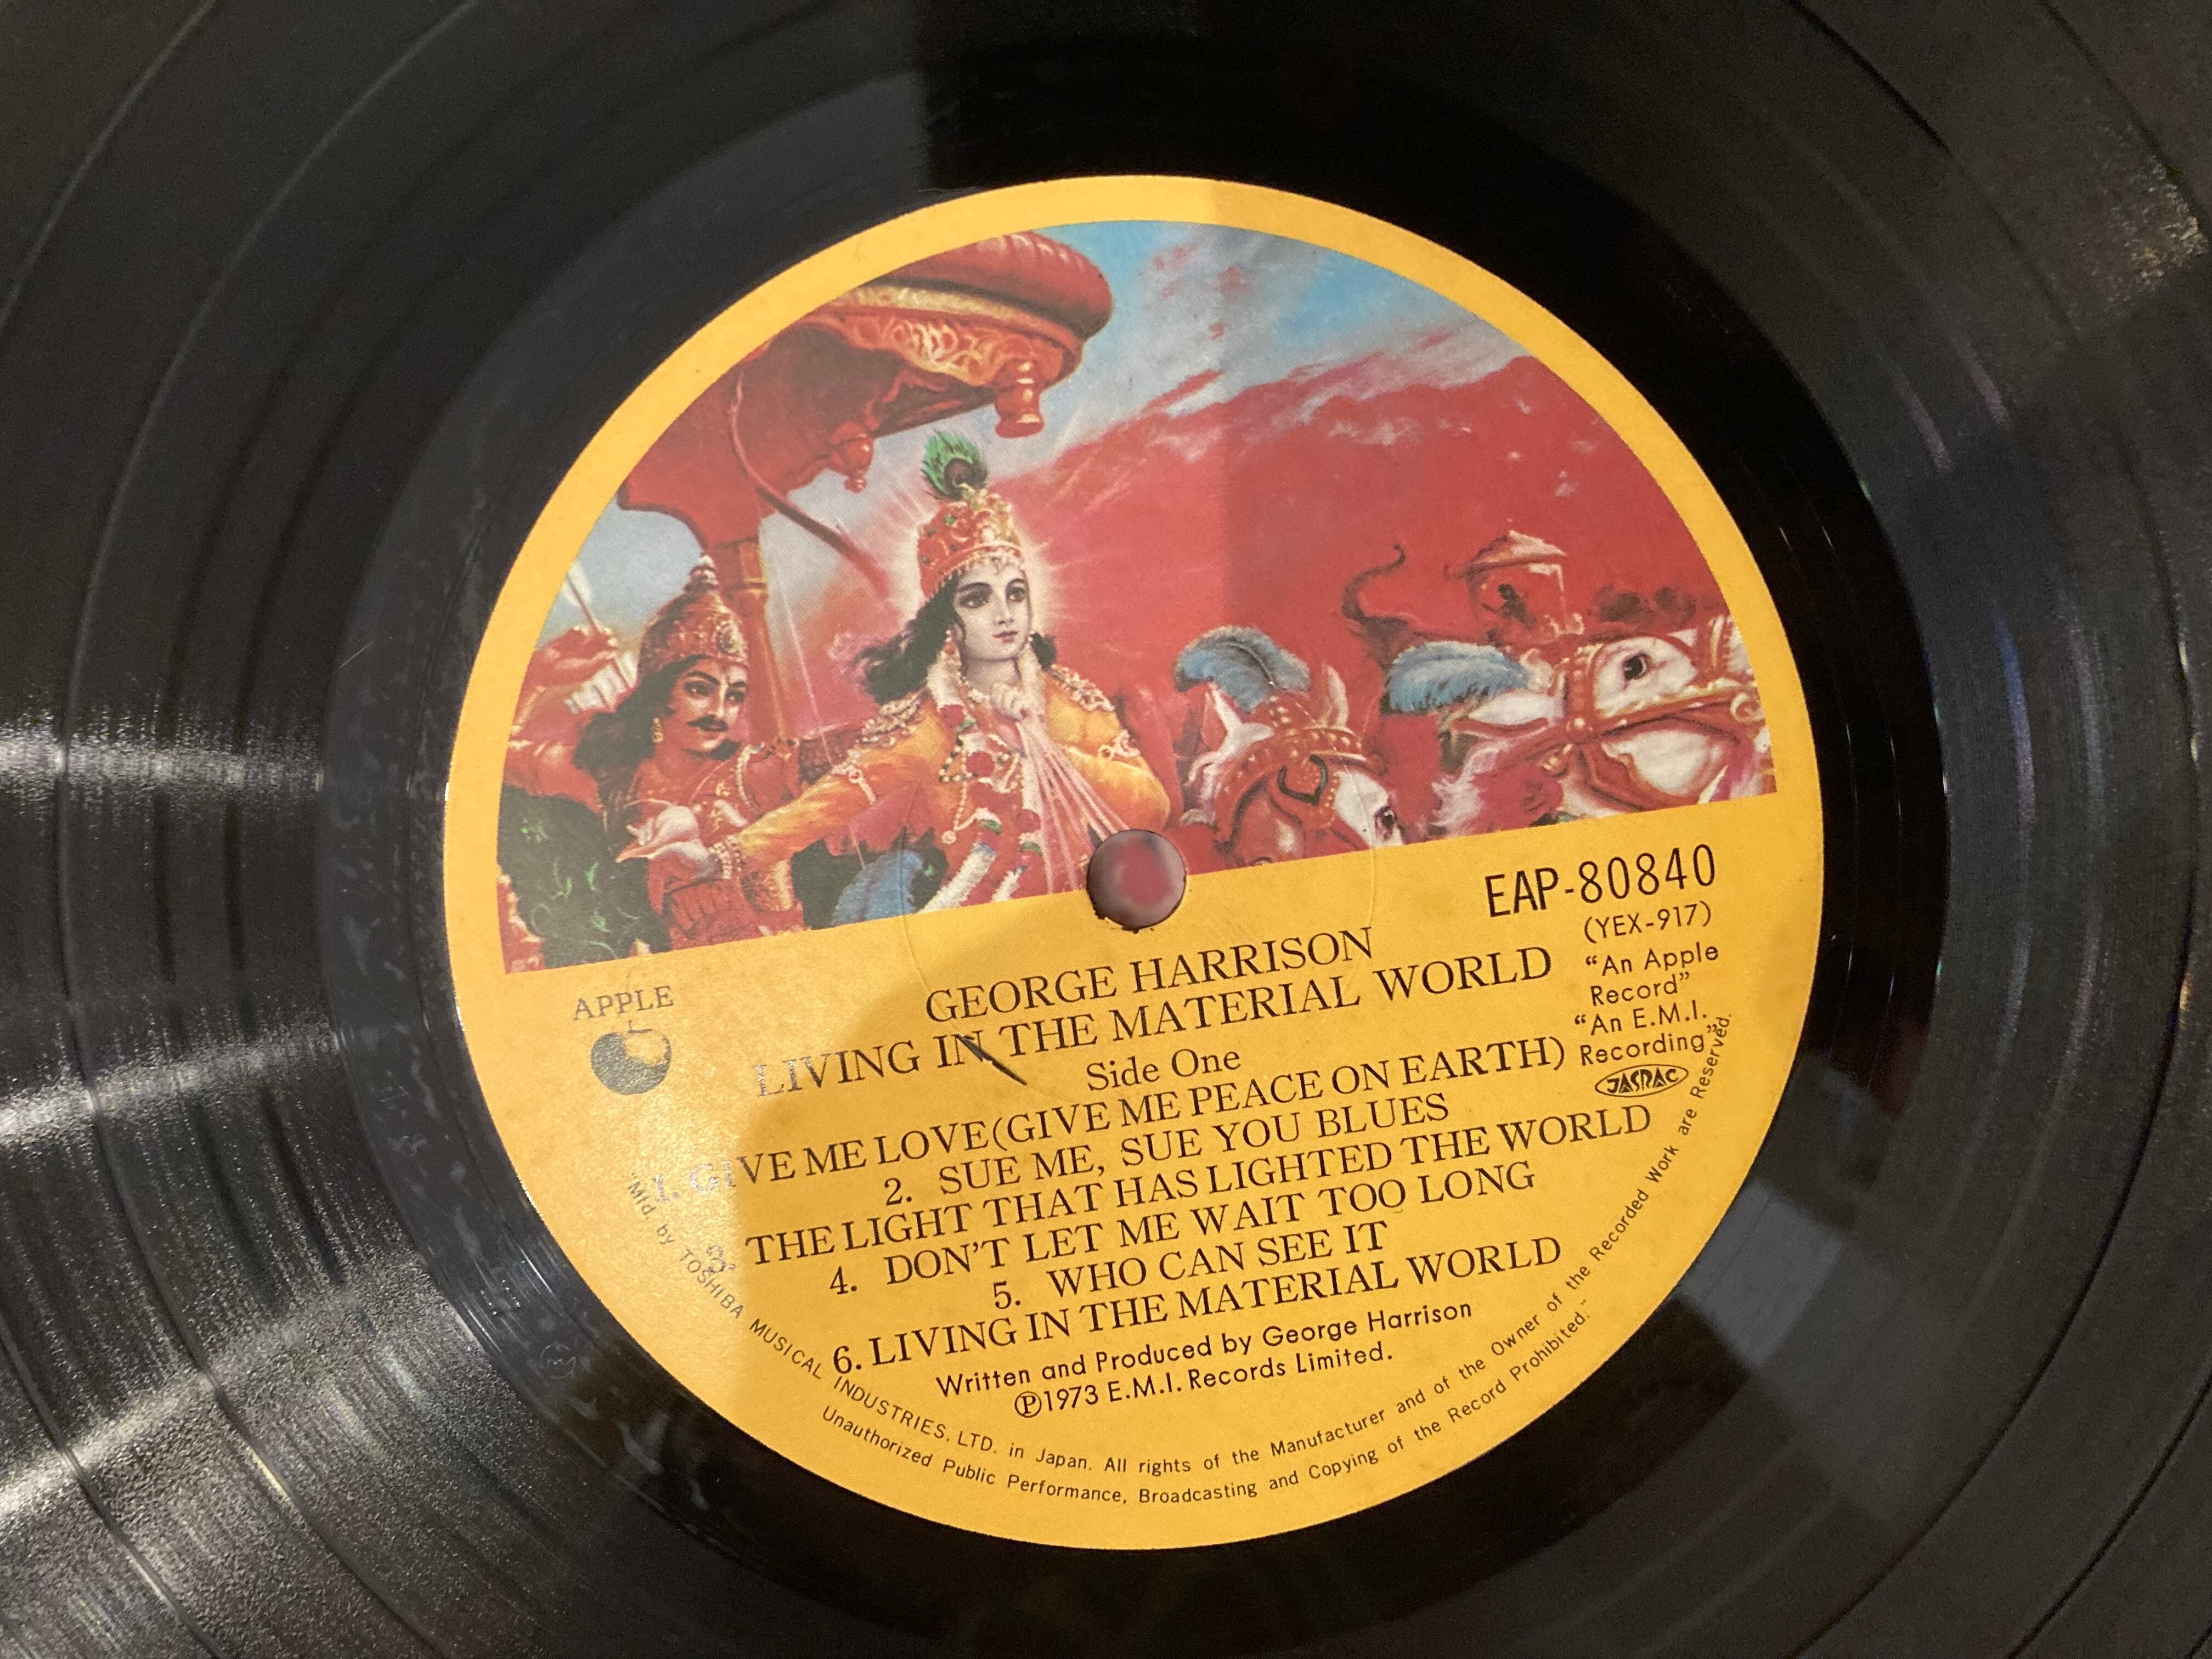 EAP-80840
(YEX-917)
"An Apple
Record"
"An E.M.I.
Recording"
JASRAC
APPLE
GEORGE HARRISON
LIVING IN THE MATERIAL WORLD
Side One
1. GIVE ME LOVE(GIVE ME PEACE ON EARTH)
2. SUE ME, SUE YOU BLUES
3. THE LIGHT THAT HAS LIGHTED THE WORLD
4. DON'T LET ME WAIT TOO LONG
5. WHO CAN SEE IT
6. LIVING IN THE MATERIAL WORLD
Written and Produced by George Harrison
Ⓟ1973 E.M.I. Records Limited.
"Mfd. by TOSHIBA MUSICAL INDUSTRIES, LTD. in Japan. All rights of the Manufacturer and of the Owner of the Recorded Work are Reserved.
Unauthorized Public Performance, Broadcasting and Copying of the Record Prohibited."